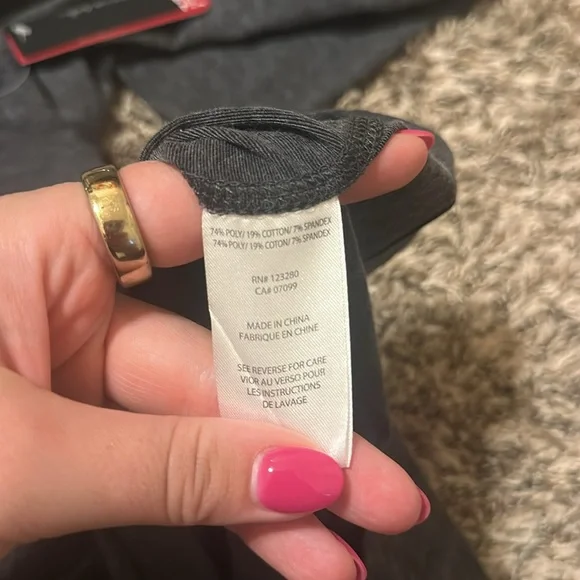 74% POLY/ 19% COTTON/ 7% SPANDEX
74% POLY/ 19% COTTON/ 7% SPANDEX
RN# 123280
CA# 07099
MADE IN CHINA
FABRIQUE EN CHINE
SEE REVERSE FOR CARE
VIOR AU VERSO POUR
LES INSTRUCTIONS
DE LAVAGE